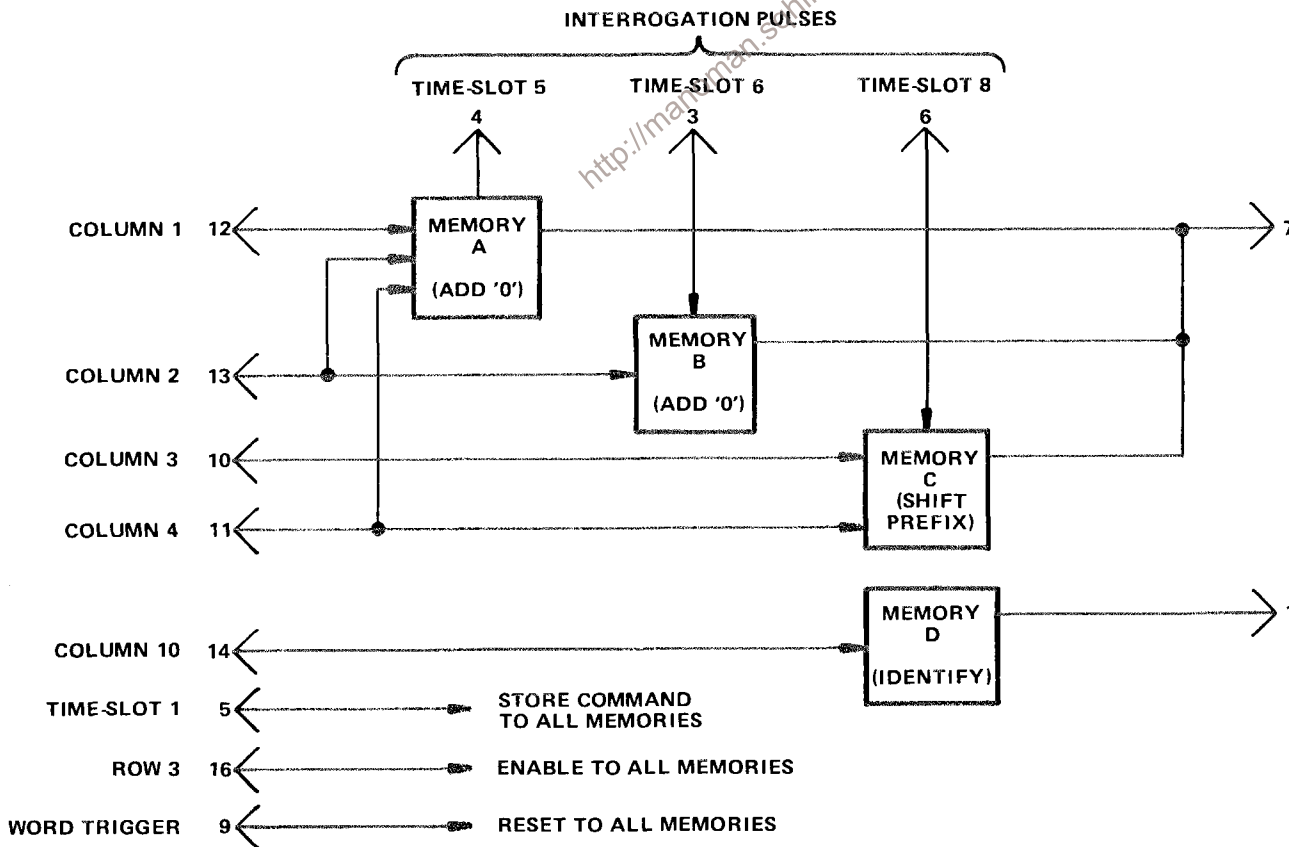 INTERROGATION PULSES
TIME-SLOT 5
TIME-SLOT 6
TIME-SLOT 8
4
3
6
COLUMN 1 12
MEMORY
A
(ADD '0')
7
MEMORY
B
(ADD '0')
COLUMN 2 13
COLUMN 3 10
MEMORY
C
(SHIFT
PREFIX)
COLUMN 4 11
MEMORY
D
(IDENTIFY)
COLUMN 10 14
TIME-SLOT 1 5
STORE COMMAND
TO ALL MEMORIES
ROW 3 16
ENABLE TO ALL MEMORIES
WORD TRIGGER 9
RESET TO ALL MEMORIES